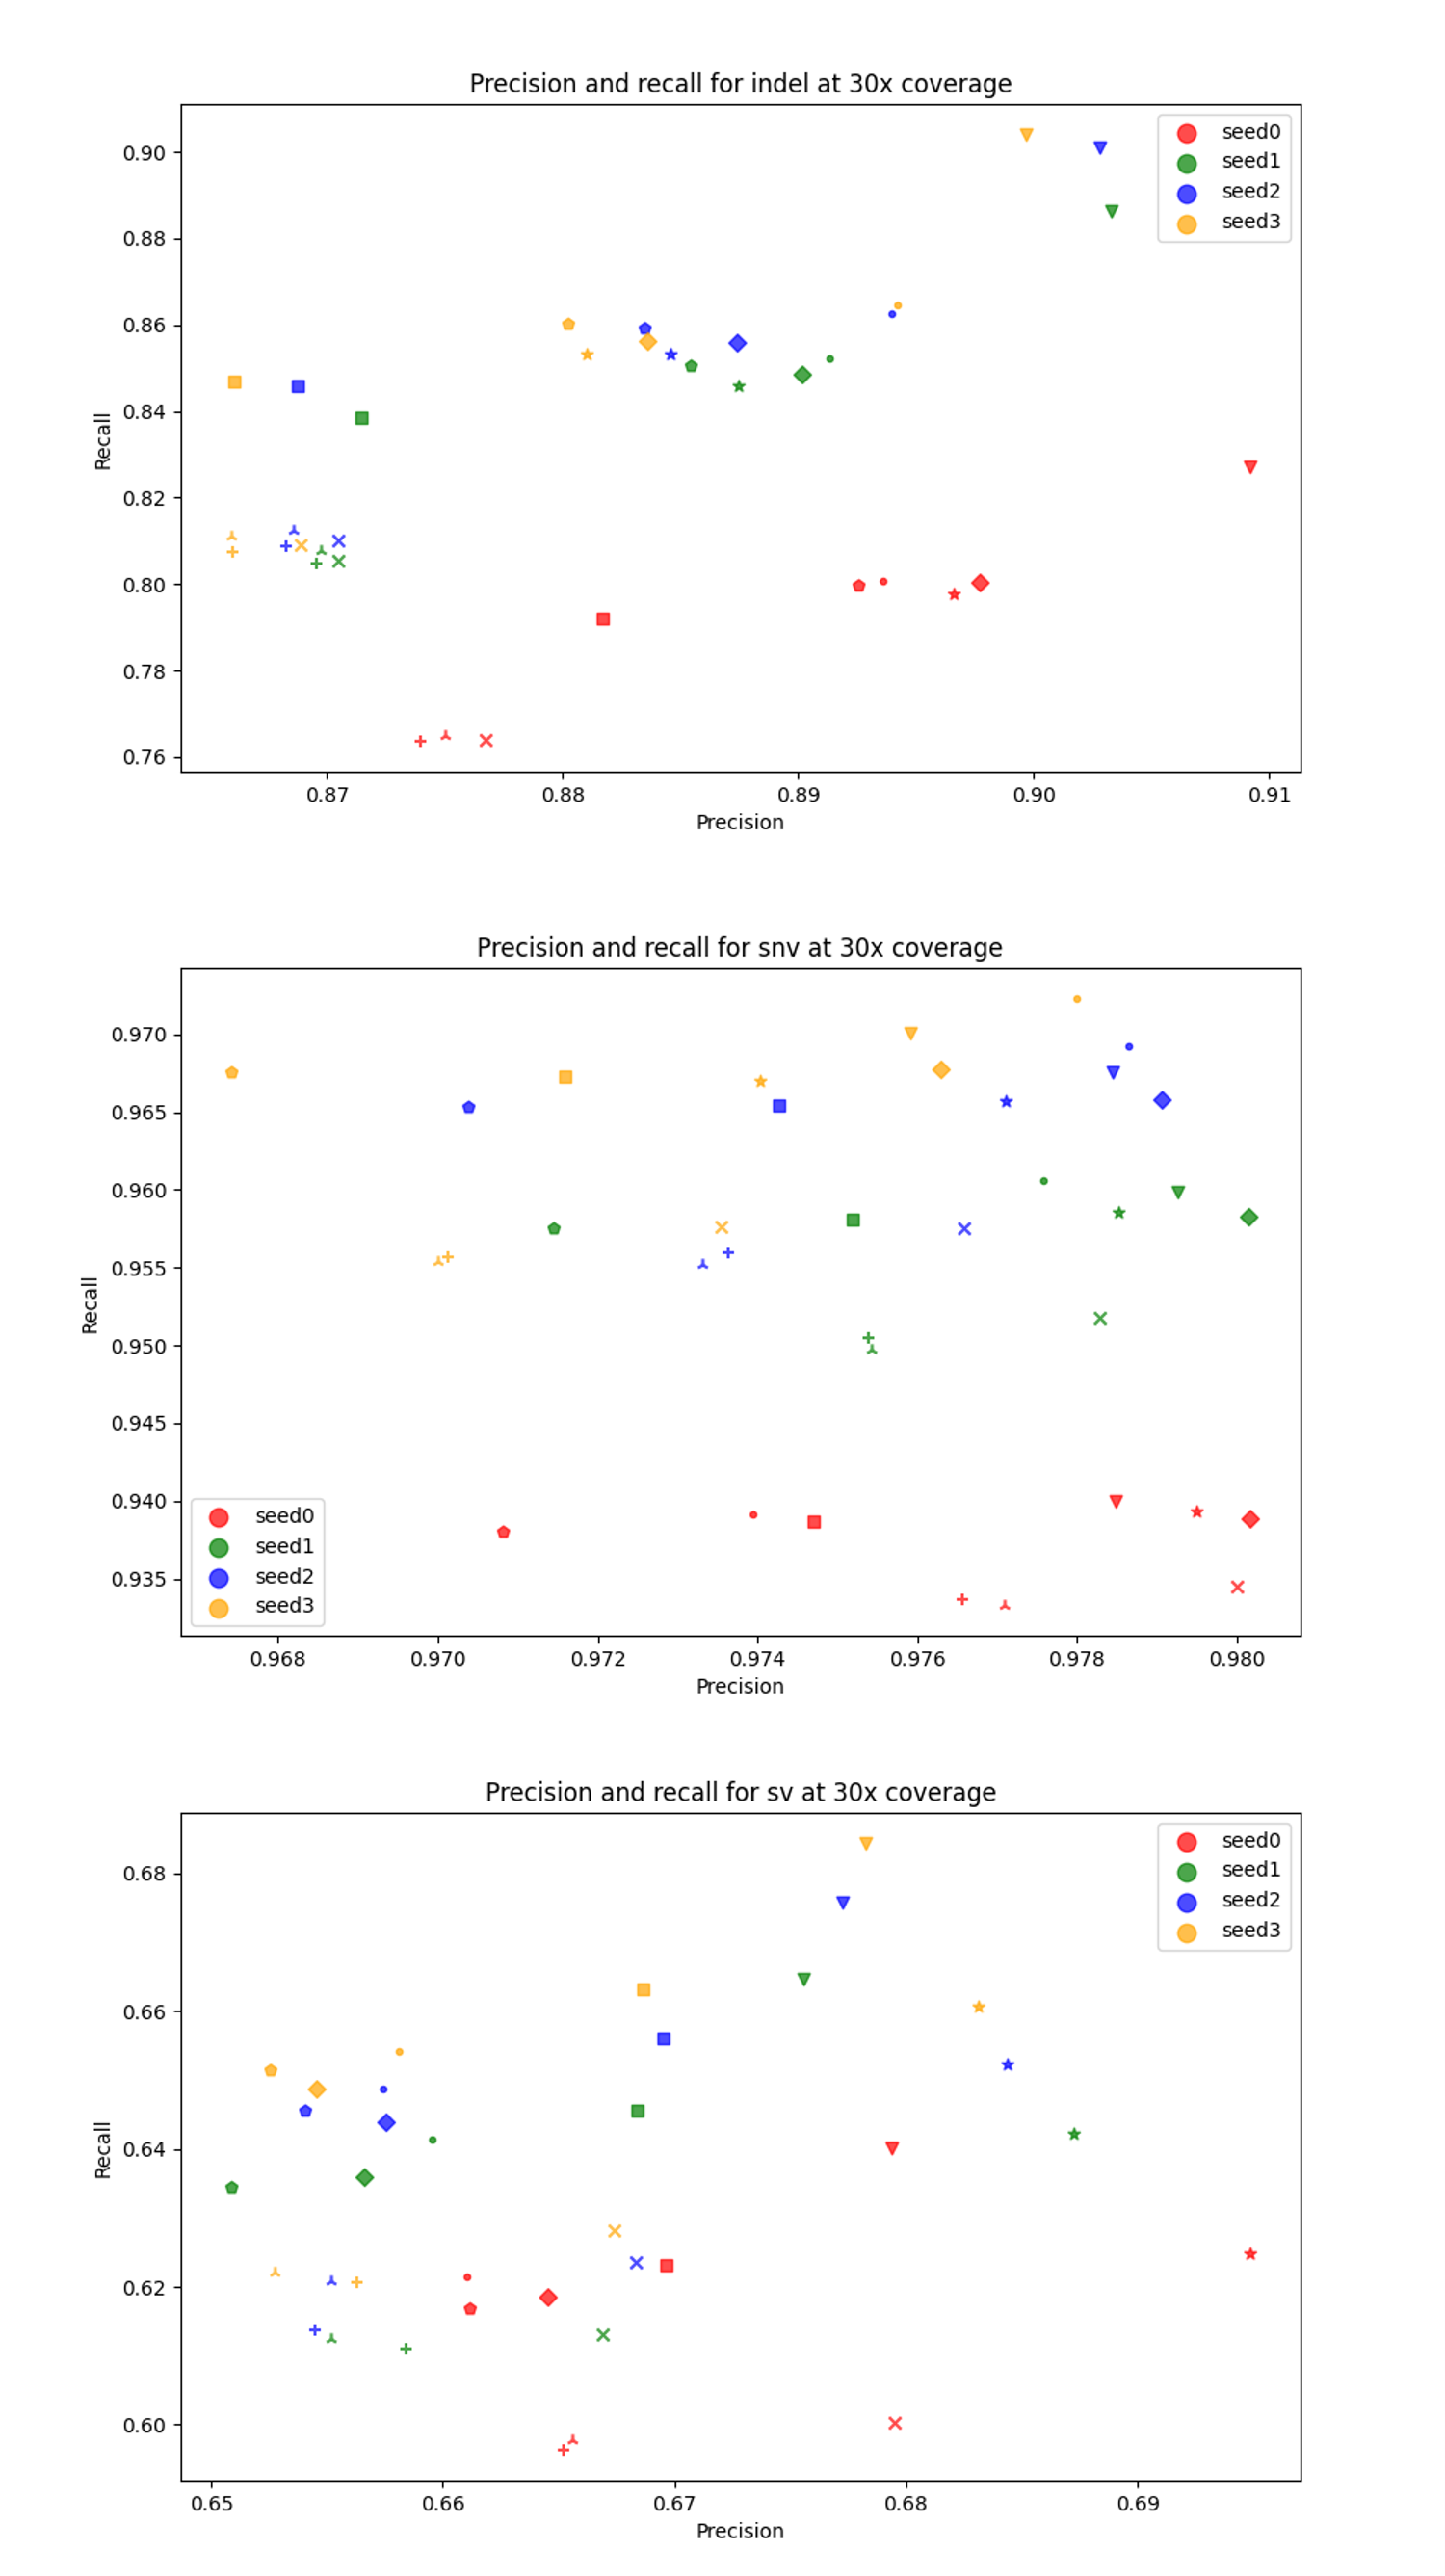 Precision and recall for indel at 30x coverage
seed0
seed1
seed2
seed3
0.90
0.88
0.86
0.84
0.82
0.80
0.78
0.76
Recall
0.87 0.88 0.89 0.90 0.91
Precision
Precision and recall for snv at 30x coverage
0.970
0.965
0.960
0.955
0.950
0.945
0.940
0.935
Recall
seed0
seed1
seed2
seed3
0.968 0.970 0.972 0.974 0.976 0.978 0.980
Precision
Precision and recall for sv at 30x coverage
seed0
seed1
seed2
seed3
0.68
0.66
0.64
0.62
0.60
Recall
0.65 0.66 0.67 0.68 0.69
Precision